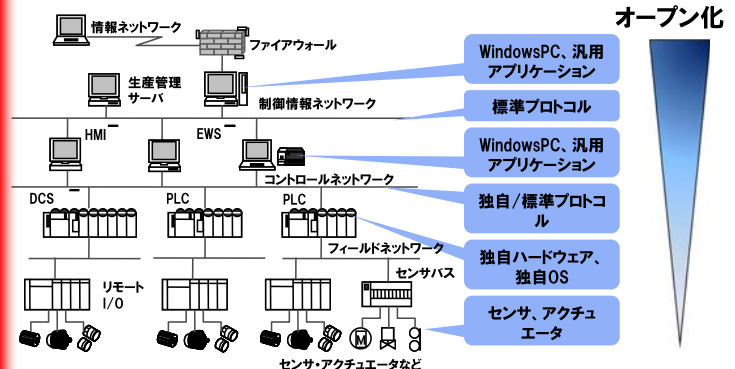 オープン化
情報ネットワーク
ファイアウォール
WindowsPC、汎用
アプリケーション
生産管理
サーバ
制御情報ネットワーク
標準プロトコル
HMI
EWS
WindowsPC、汎用
アプリケーション
コントロールネットワーク
DCS
PLC
PLC
独自/標準プロトコ
ル
フィールドネットワーク
独自ハードウェア、
独自OS
センサバス
リモート
I/O
センサ、アクチュ
エータ
M
センサ・アクチュエータなど